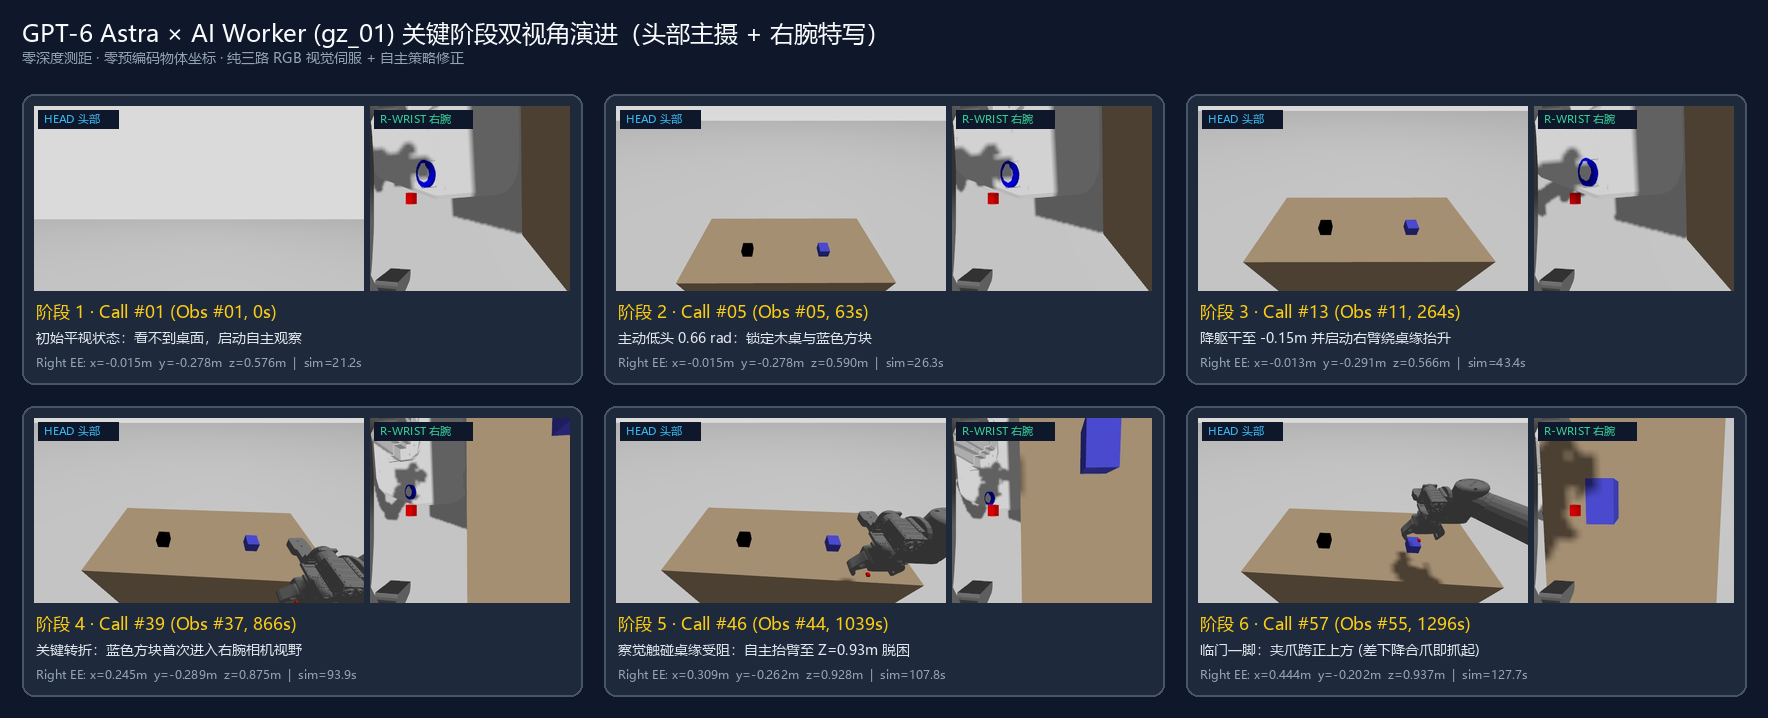 GPT-6 Astra × AI Worker (gz_01) 关键阶段双视角演进（头部主摄 + 右腕特写）
零深度测距 · 零预编码物体坐标 · 纯三路 RGB 视觉伺服 + 自主策略修正
HEAD 头部
R-WRIST 右腕
阶段 1 · Call #01 (Obs #01, 0s)
初始平视状态：看不到桌面，启动自主观察
Right EE: x=-0.015m y=-0.278m z=0.576m | sim=21.2s
HEAD 头部
R-WRIST 右腕
阶段 2 · Call #05 (Obs #05, 63s)
主动低头 0.66 rad：锁定木桌与蓝色方块
Right EE: x=-0.015m y=-0.278m z=0.590m | sim=26.3s
HEAD 头部
R-WRIST 右腕
阶段 3 · Call #13 (Obs #11, 264s)
降躯干至 -0.15m 并启动右臂绕桌缘抬升
Right EE: x=-0.013m y=-0.291m z=0.566m | sim=43.4s
HEAD 头部
R-WRIST 右腕
阶段 4 · Call #39 (Obs #37, 866s)
关键转折：蓝色方块首次进入右腕相机视野
Right EE: x=0.245m y=-0.289m z=0.875m | sim=93.9s
HEAD 头部
R-WRIST 右腕
阶段 5 · Call #46 (Obs #44, 1039s)
察觉触碰桌缘受阻：自主抬臂至 Z=0.93m 脱困
Right EE: x=0.309m y=-0.262m z=0.928m | sim=107.8s
HEAD 头部
R-WRIST 右腕
阶段 6 · Call #57 (Obs #55, 1296s)
临门一脚：夹爪跨正上方 (差下降合爪即抓起)
Right EE: x=0.444m y=-0.202m z=0.937m | sim=127.7s